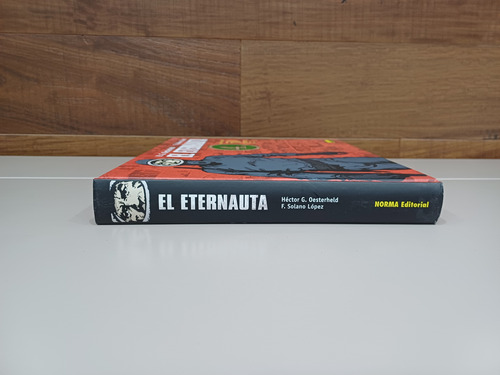 EL ETERNAUTA
Héctor G. Oesterheld
F. Solano López
NORMA Editorial